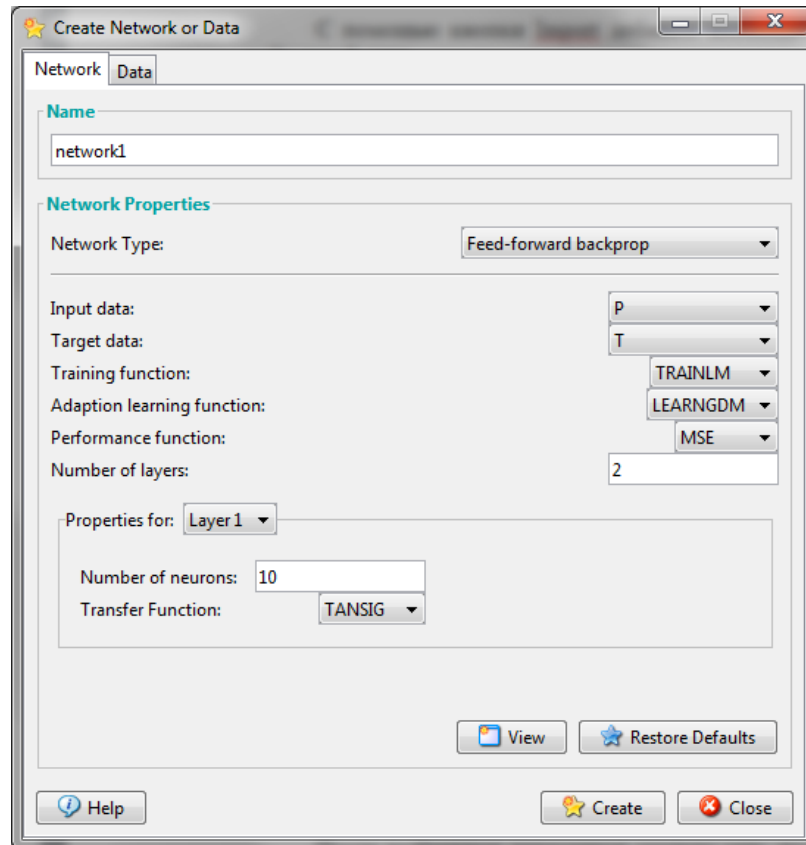 Create Network or Data
Network Data
Name
network1
Network Properties
Network Type: Feed-forward backprop
Input data: P
Target data: T
Training function: TRAINLM
Adaption learning function: LEARNGDM
Performance function: MSE
Number of layers: 2
Properties for: Layer 1
Number of neurons: 10
Transfer Function: TANSIG
View Restore Defaults
Help Create Close